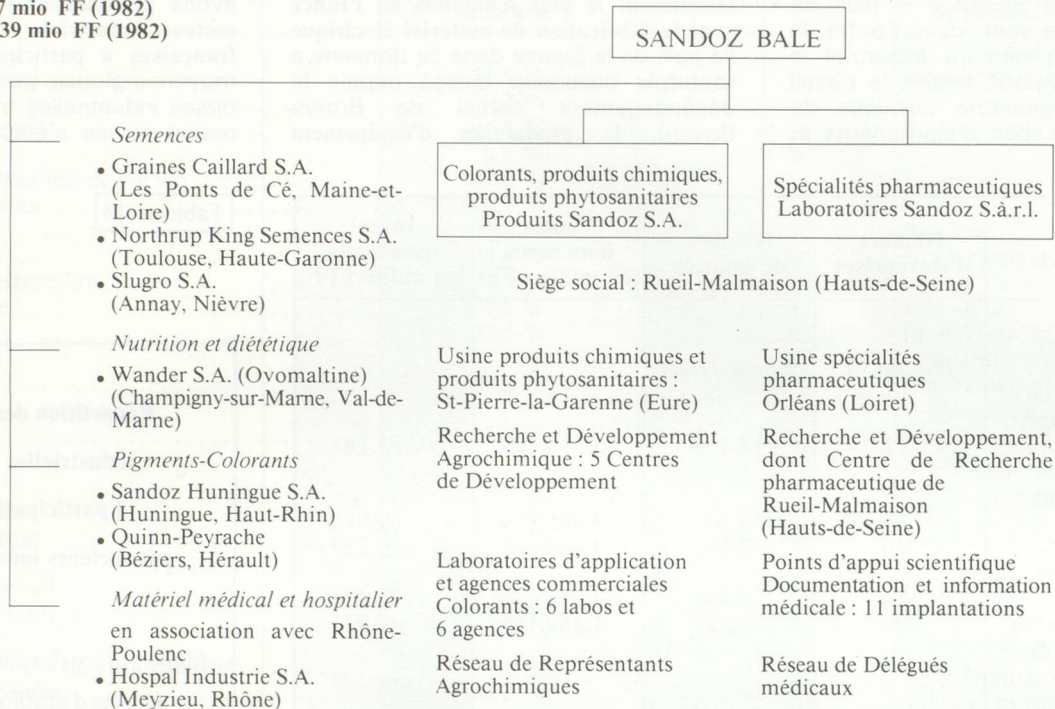 7 mio FF (1982)
39 mio FF (1982)
SANDOZ BALE
Semences
• Graines Caillard S.A.
(Les Ponts de Cé, Maine-et-
Loire)
• Northrup King Semences S.A.
(Toulouse, Haute-Garonne)
• Slugro S.A.
(Annay, Nièvre)
Nutrition et diététique
• Wander S.A. (Ovomaltine)
(Champigny-sur-Marne, Val-de-
Marne)
Pigments-Colorants
• Sandoz Huningue S.A.
(Huningue, Haut-Rhin)
• Quinn-Peyrache
(Béziers, Hérault)
Matériel médical et hospitalier
en association avec Rhône-
Poulenc
• Hospal Industrie S.A.
(Meyzieu, Rhône)
Colorants, produits chimiques,
produits phytosanitaires
Produits Sandoz S.A.
Spécialités pharmaceutiques
Laboratoires Sandoz S.à.r.l.
Siège social : Rueil-Malmaison (Hauts-de-Seine)
Usine produits chimiques et
produits phytosanitaires :
St-Pierre-la-Garenne (Eure)
Recherche et Développement
Agrochimique : 5 Centres
de Développement
Laboratoires d'application
et agences commerciales
Colorants : 6 labos et
6 agences
Réseau de Représentants
Agrochimiques
Usine spécialités
pharmaceutiques
Orléans (Loiret)
Recherche et Développement,
dont Centre de Recherche
pharmaceutique de
Rueil-Malmaison
(Hauts-de-Seine)
Points d'appui scientifique
Documentation et information
médicale : 11 implantations
Réseau de Délégués
médicaux